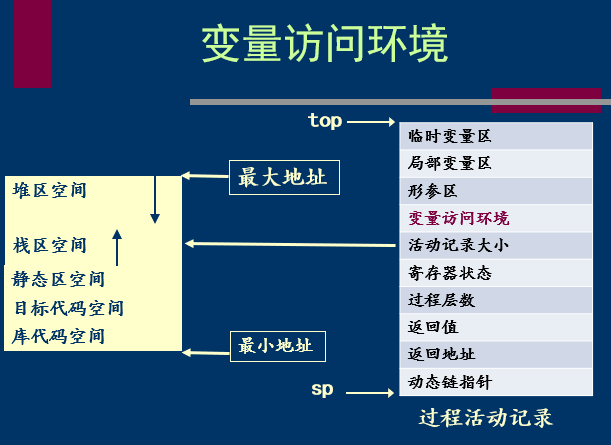 变量访问环境
top
临时变量区
局部变量区
形参区
变量访问环境
活动记录大小
寄存器状态
过程层数
返回值
返回地址
动态链指针
sp
过程活动记录
最大地址
堆区空间
栈区空间
静态区空间
目标代码空间
库代码空间
最小地址